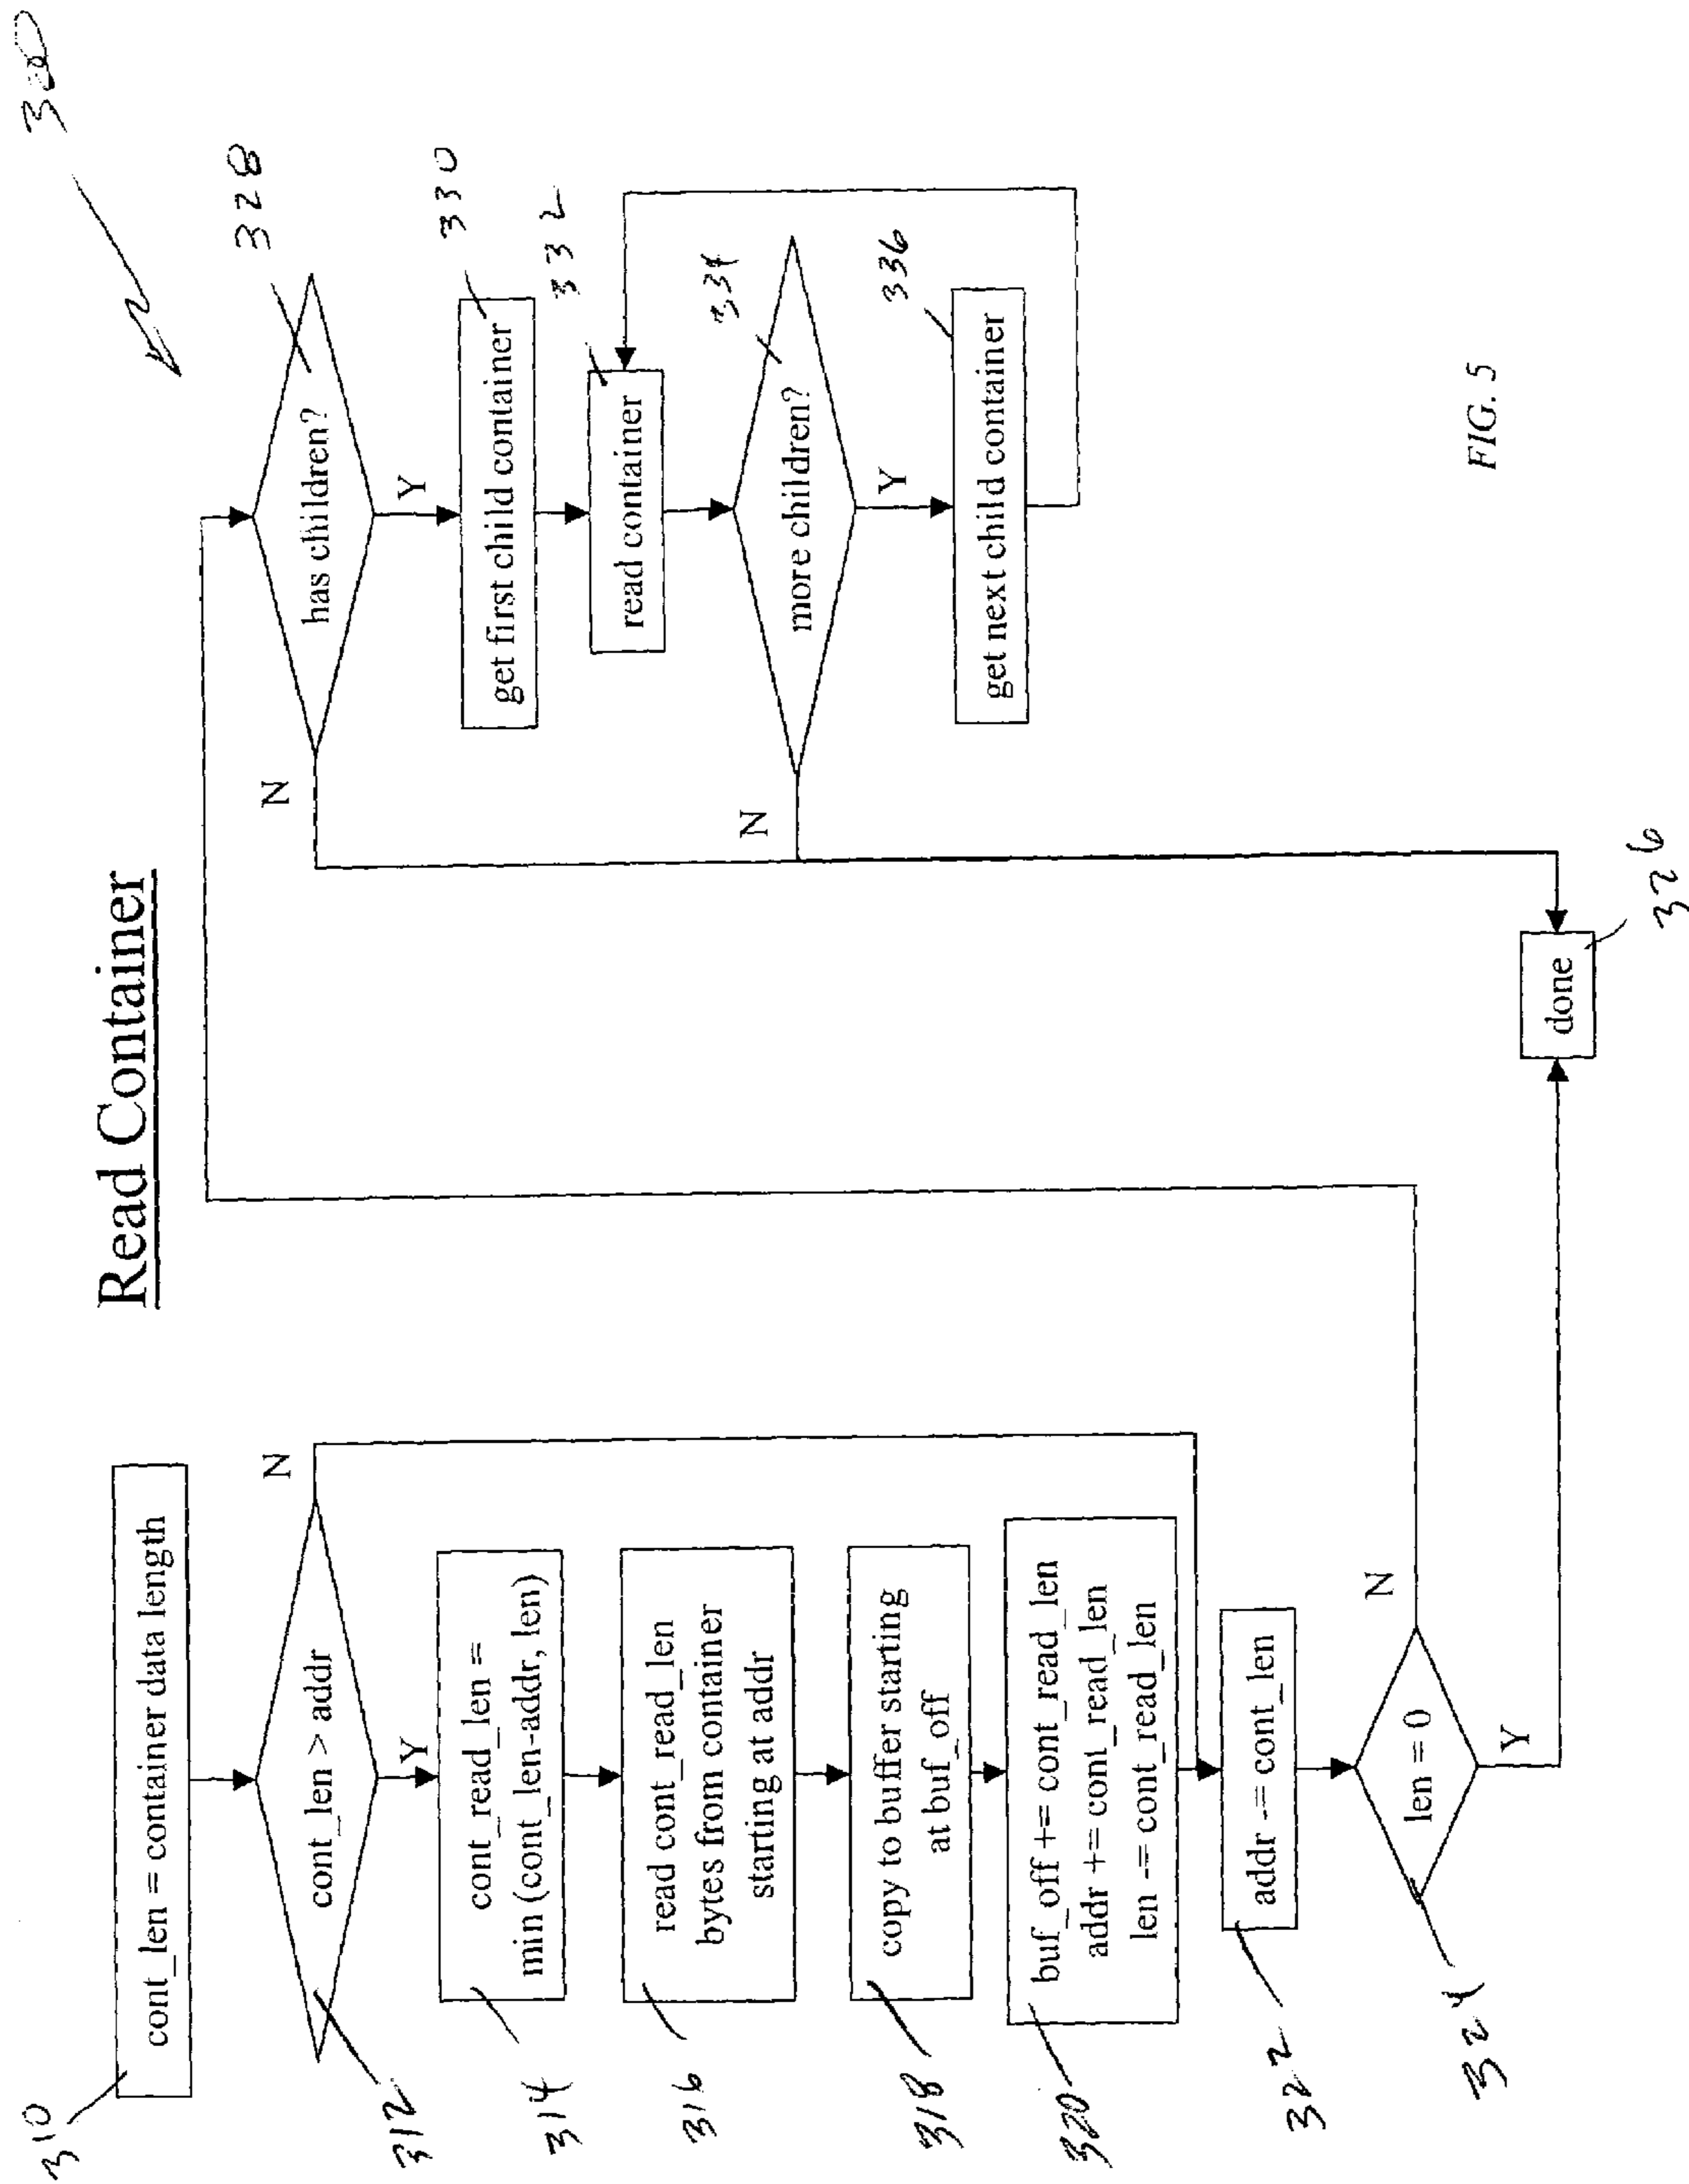 Read Container
300
310
cont_len = container data length
312
cont_len > addr
N
Y
314
cont_read_len =
min (cont_len-addr, len)
316
read cont_read_len
bytes from container
starting at addr
318
copy to buffer starting
at buf_off
320
buf_off += cont_read_len
addr += cont_read_len
len -= cont_read_len
322
addr -= cont_len
324
len = 0
N
Y
328
has children?
N
Y
330
get first child container
332
read container
334
more children?
N
Y
336
get next child container
done
326
FIG. 5